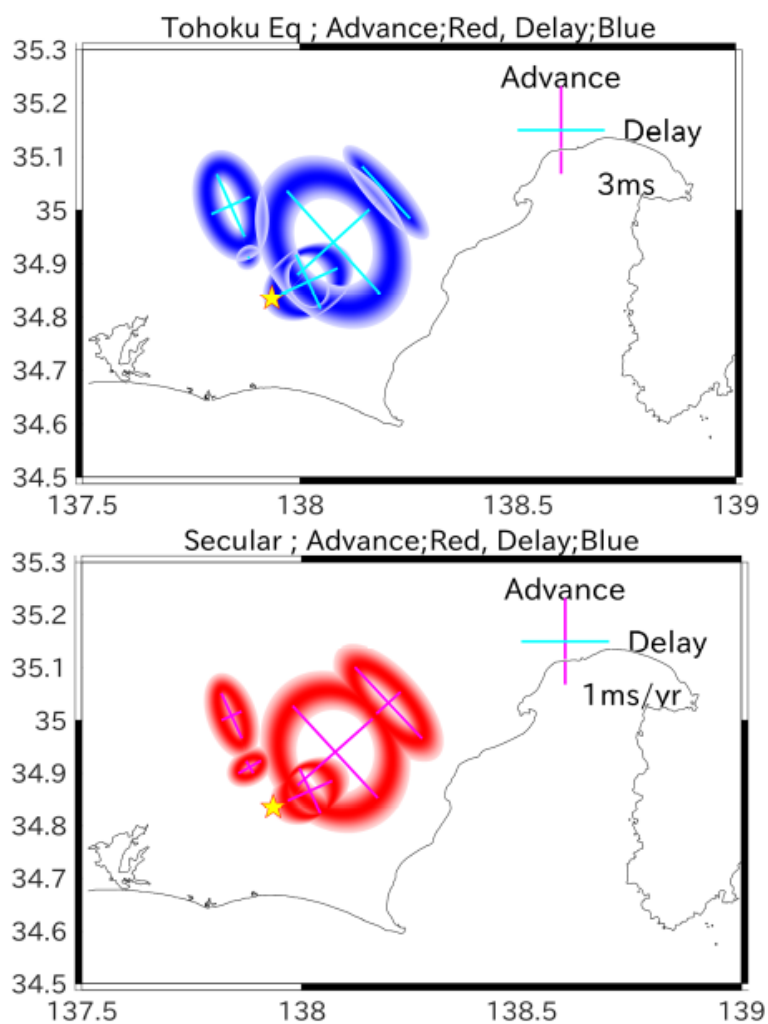 Tohoku Eq ; Advance;Red, Delay;Blue
35.3
Advance
35.2
Delay
35.1
3ms
35
34.9
34.8
34.7
34.6
34.5
137.5 138 138.5 139
Secular ; Advance;Red, Delay;Blue
35.3
Advance
35.2
Delay
35.1
1ms/yr
35
34.9
34.8
34.7
34.6
34.5
137.5 138 138.5 139